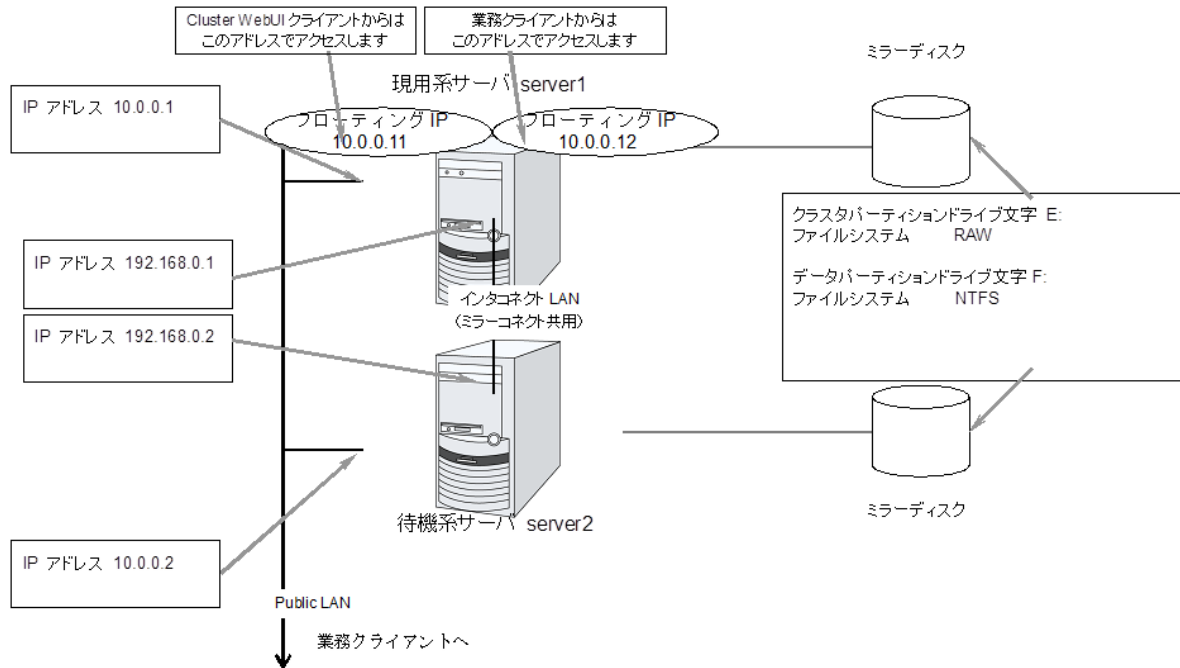 Cluster WebUI クライアントからは
このアドレスでアクセスします
業務クライアントからは
このアドレスでアクセスします
ミラーディスク
現用系サーバ server1
IP アドレス 10.0.0.1
フローティング IP
10.0.0.11
フローティング IP
10.0.0.12
クラスタパーティションドライブ文字 E:
ファイルシステム RAW
データパーティションドライブ文字 F:
ファイルシステム NTFS
IP アドレス 192.168.0.1
インタコネクト LAN
(ミラーコネクト共用)
IP アドレス 192.168.0.2
待機系サーバ server2
ミラーディスク
IP アドレス 10.0.0.2
Public LAN
業務クライアントへ